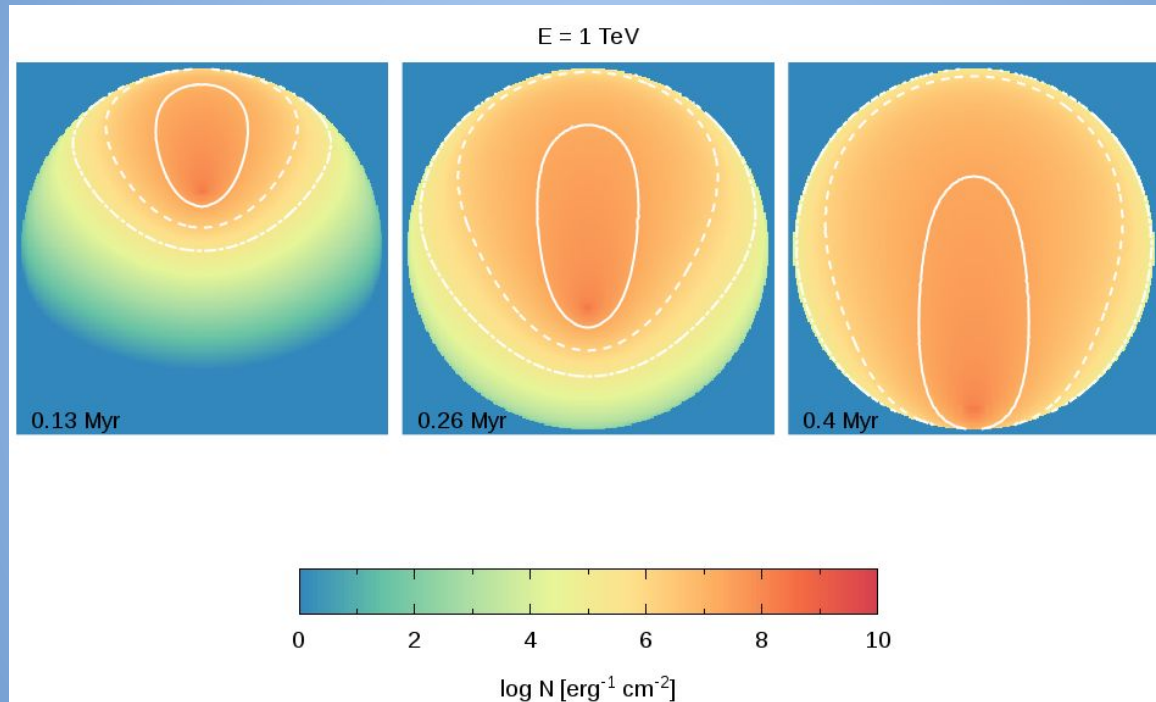 E = 1 TeV
0.13 Myr
0.26 Myr
0.4 Myr
0 2 4 6 8 10
log N [erg⁻¹ cm⁻²]